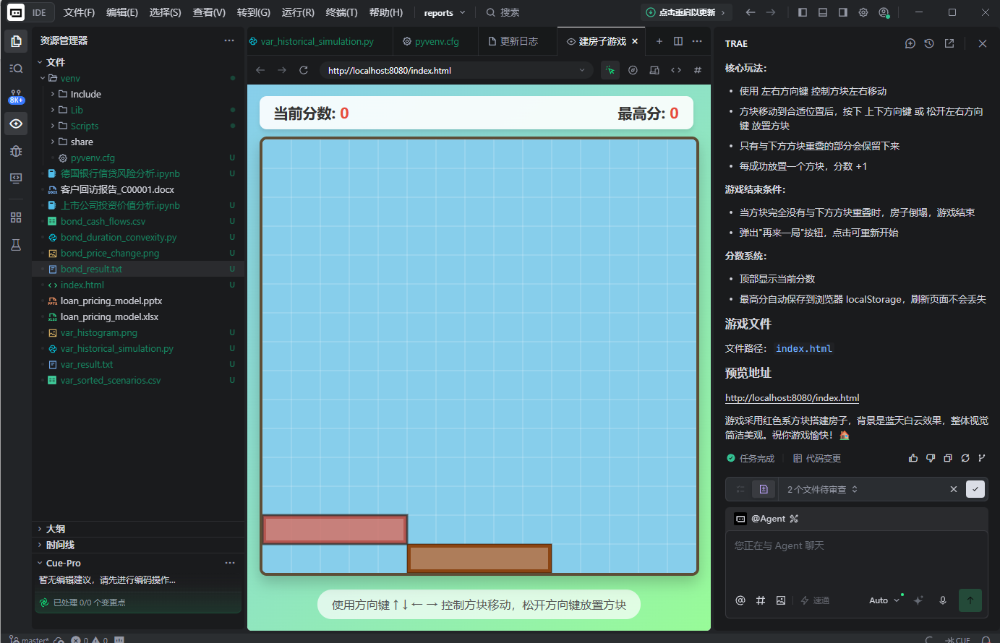 IDE 文件(F) 编辑(E) 选择(S) 查看(V) 转到(G) 运行(R) 终端(T) 帮助(H) reports 搜索 点击重启以更新
资源管理器
文件
venv
Include
Lib
Scripts
share
pyvenv.cfg U
德国银行信贷风险分析.ipynb U
客户回访报告_C00001.docx
上市公司投资价值分析.ipynb U
bond_cash_flows.csv U
bond_duration_convexity.py U
bond_price_change.png U
bond_result.txt U
index.html U
loan_pricing_model.pptx
loan_pricing_model.xlsx
var_histogram.png U
var_historical_simulation.py U
var_result.txt U
var_sorted_scenarios.csv U
8K+
大纲
时间线
Cue-Pro
暂无编辑建议，请先进行编码操作...
已处理 0/0 个变更点
var_historical_simulation.py pyvenv.cfg 更新日志 建房子游戏
http://localhost:8080/index.html
当前分数: 0 最高分: 0
使用方向键↑↓←→ 控制方块移动，松开方向键放置方块
TRAE
核心玩法：
• 使用 左右方向键 控制方块左右移动
• 方块移动到合适位置后，按下 上下方向键 或 松开左右方向
键 放置方块
• 只有与下方方块重叠的部分会保留下来
• 每成功放置一个方块，分数 +1
游戏结束条件：
• 当方块完全没有与下方方块重叠时，房子倒塌，游戏结束
• 弹出"再来一局"按钮，点击可重新开始
分数系统：
• 顶部显示当前分数
• 最高分自动保存到浏览器 localStorage，刷新页面不会丢失
游戏文件
文件路径： index.html
预览地址
http://localhost:8080/index.html
游戏采用红色系方块搭建房子，背景是蓝天白云效果，整体视觉
简洁美观。祝你游戏愉快！🏠
任务完成 代码变更
2 个文件待审查
@Agent
您正在与 Agent 聊天
速通 Auto
master* 0 0 CUE